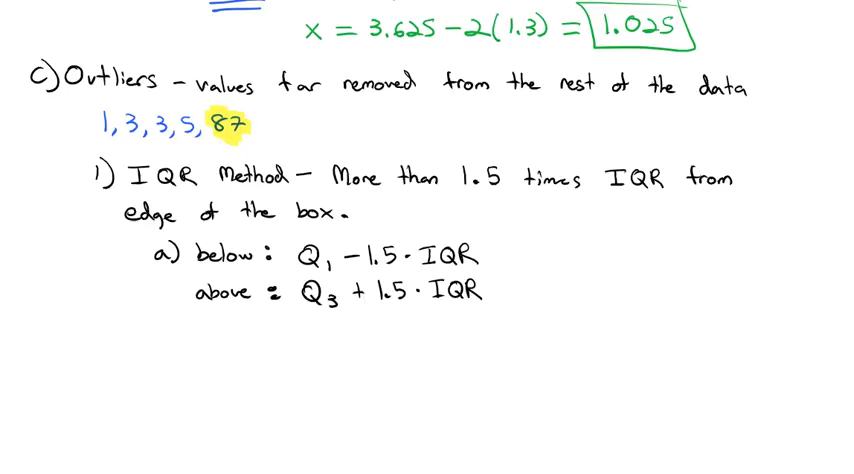 x = 3.625 - 2(1.3) = 1.025
c) Outliers - values far removed from the rest of the data
1, 3, 3, 5, 87
1) IQR Method - More than 1.5 times IQR from
edge of the box.
a) below: Q₁ - 1.5 · IQR
above: Q₃ + 1.5 · IQR